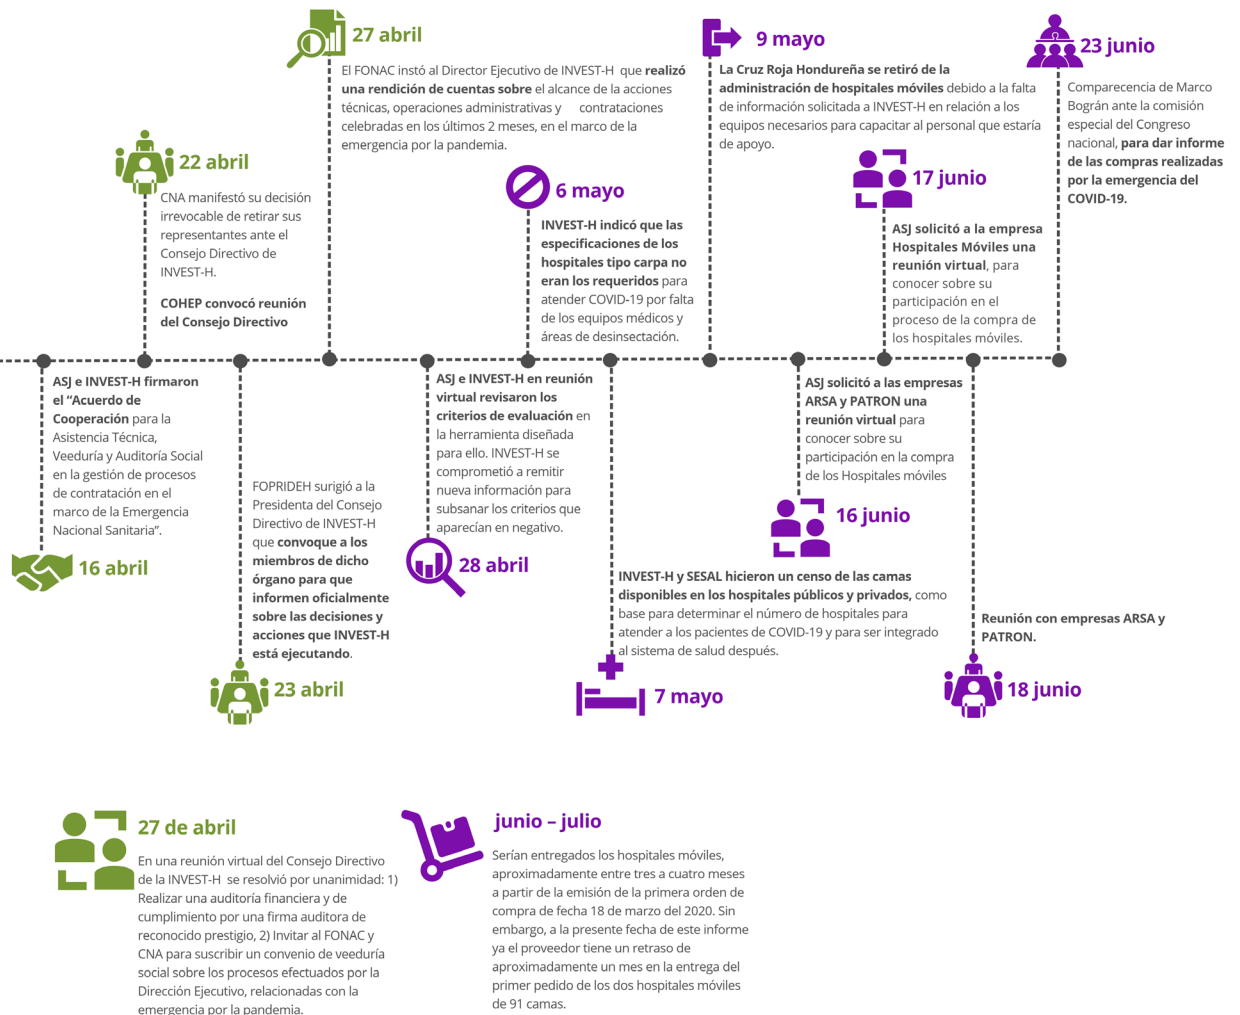 27 abril
El FONAC instó al Director Ejecutivo de INVEST-H que realizó
una rendición de cuentas sobre el alcance de la acciones
técnicas, operaciones administrativas y contrataciones
celebradas en los últimos 2 meses, en el marco de la
emergencia por la pandemia.
9 mayo
La Cruz Roja Hondureña se retiró de la
administración de hospitales móviles debido a la falta
de información solicitada a INVEST-H en relación a los
equipos necesarios para capacitar al personal que estaría
de apoyo.
23 junio
Comparecencia de Marco
Bográn ante la comisión
especial del Congreso
nacional, para dar informe
de las compras realizadas
por la emergencia del
COVID-19.
22 abril
CNA manifestó su decisión
irrevocable de retirar sus
representantes ante el
Consejo Directivo de
INVEST-H.
COHEP convocó reunión
del Consejo Directivo
6 mayo
INVEST-H indicó que las
especificaciones de los
hospitales tipo carpa no
eran los requeridos para
atender COVID-19 por falta
de los equipos médicos y
áreas de desinsectación.
17 junio
ASJ solicitó a la empresa
Hospitales Móviles una
reunión virtual, para
conocer sobre su
participación en el
proceso de la compra de
los hospitales móviles.
ASJ e INVEST-H firmaron
el “Acuerdo de
Cooperación para la
Asistencia Técnica,
Veeduría y Auditoría Social
en la gestión de procesos
de contratación en el
marco de la Emergencia
Nacional Sanitaria”.
16 abril
FOPRIDEH surigió a la
Presidenta del Consejo
Directivo de INVEST-H
que convoque a los
miembros de dicho
órgano para que
informen oficialmente
sobre las decisiones y
acciones que INVEST-H
está ejecutando.
23 abril
ASJ e INVEST-H en reunión
virtual revisaron los
criterios de evaluación en
la herramienta diseñada
para ello. INVEST-H se
comprometió a remitir
nueva información para
subsanar los criterios que
aparecían en negativo.
28 abril
INVEST-H y SESAL hicieron un censo de las camas
disponibles en los hospitales públicos y privados, como
base para determinar el número de hospitales para
atender a los pacientes de COVID-19 y para ser integrado
al sistema de salud después.
7 mayo
ASJ solicitó a las empresas
ARSA y PATRON una
reunión virtual para
conocer sobre su
participación en la compra
de los Hospitales móviles
16 junio
Reunión con empresas ARSA y
PATRON.
18 junio
27 de abril
En una reunión virtual del Consejo Directivo
de la INVEST-H se resolvió por unanimidad: 1)
Realizar una auditoría financiera y de
cumplimiento por una firma auditora de
reconocido prestigio, 2) Invitar al FONAC y
CNA para suscribir un convenio de veeduría
social sobre los procesos efectuados por la
Dirección Ejecutivo, relacionadas con la
emergencia por la pandemia.
junio – julio
Serían entregados los hospitales móviles,
aproximadamente entre tres a cuatro meses
a partir de la emisión de la primera orden de
compra de fecha 18 de marzo del 2020. Sin
embargo, a la presente fecha de este informe
ya el proveedor tiene un retraso de
aproximadamente un mes en la entrega del
primer pedido de los dos hospitales móviles
de 91 camas.